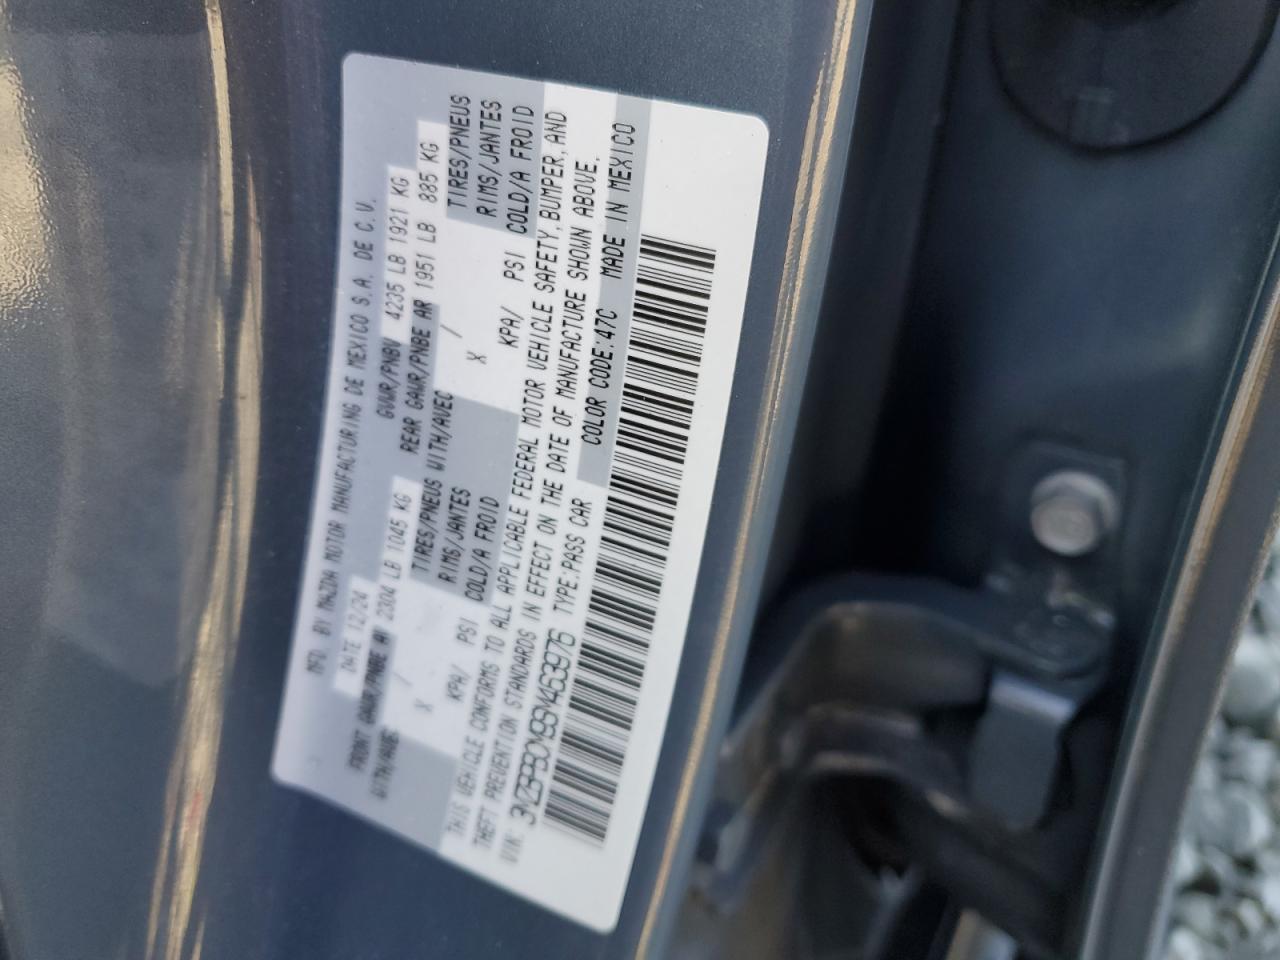 MFD. BY MAZDA MOTOR MANUFACTURING DE MEXICO S.A. DE C.V.
DATE 12/24 GVWR/PNBV 4235 LB 1921 KG
FRONT GAWR/PNBE AV 2304 LB 1045 KG REAR GAWR/PNBE AR 1951 LB 885 KG
WITH/AVEC / TIRES/PNEUS WITH/AVEC / TIRES/PNEUS
X RIMS/JANTES X RIMS/JANTES
KPA/ PSI COLD/A FROID KPA/ PSI COLD/A FROID
THIS VEHICLE CONFORMS TO ALL APPLICABLE FEDERAL MOTOR VEHICLE SAFETY, BUMPER, AND
THEFT PREVENTION STANDARDS IN EFFECT ON THE DATE OF MANUFACTURE SHOWN ABOVE.
VIN: TYPE:PASS CAR COLOR CODE:47C MADE IN MEXICO